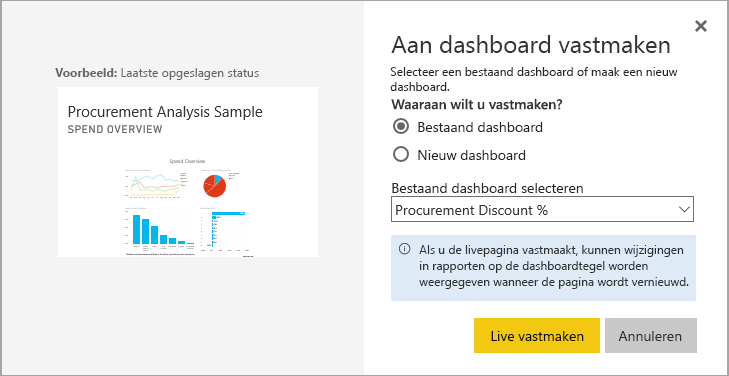 Voorbeeld: Laatste opgeslagen status
Procurement Analysis Sample
SPEND OVERVIEW
Spend Overview
Aan dashboard vastmaken
Selecteer een bestaand dashboard of maak een nieuw
dashboard.
Waaraan wilt u vastmaken?
Bestaand dashboard
Nieuw dashboard
Bestaand dashboard selecteren
Procurement Discount %
Als u de livepagina vastmaakt, kunnen wijzigingen
in rapporten op de dashboardtegel worden
weergegeven wanneer de pagina wordt vernieuwd.
Live vastmaken
Annuleren